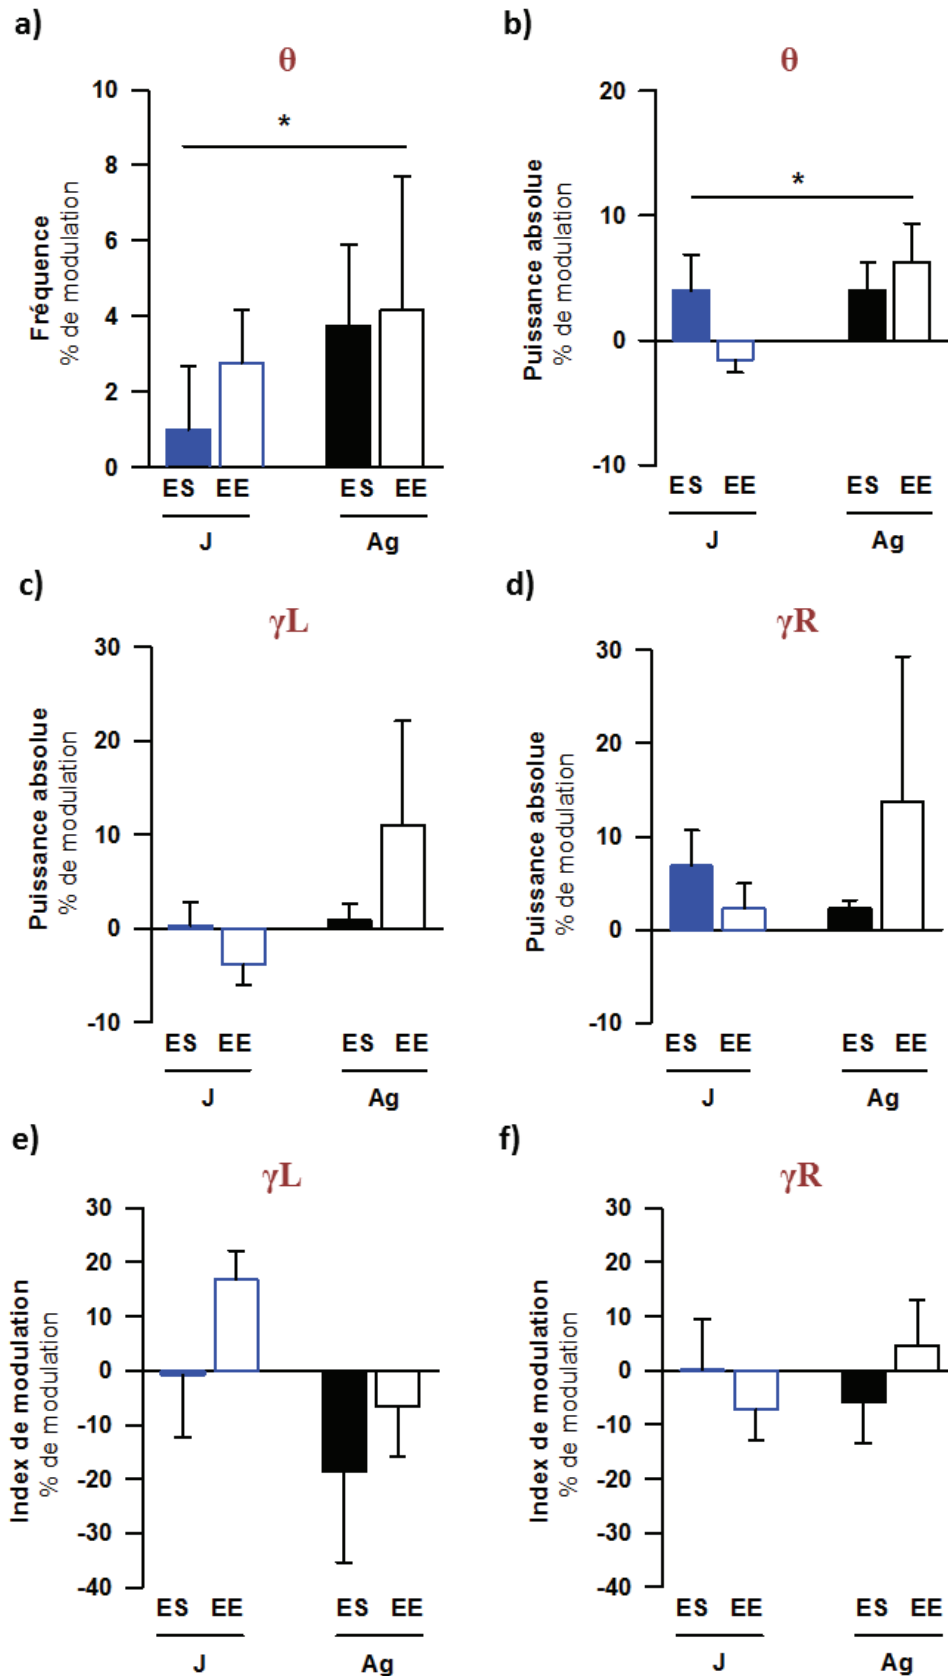 a)
θ
10
8
6
4
2
0
Fréquence
% de modulation
*
ES EE ES EE
J Ag
b)
θ
20
10
0
-10
Puissance absolue
% de modulation
*
ES EE ES EE
J Ag
c)
γL
30
20
10
0
-10
Puissance absolue
% de modulation
ES EE ES EE
J Ag
d)
γR
30
20
10
0
-10
Puissance absolue
% de modulation
ES EE ES EE
J Ag
e)
γL
30
20
10
0
-10
-20
-30
-40
Index de modulation
% de modulation
ES EE ES EE
J Ag
f)
γR
30
20
10
0
-10
-20
-30
-40
Index de modulation
% de modulation
ES EE ES EE
J Ag